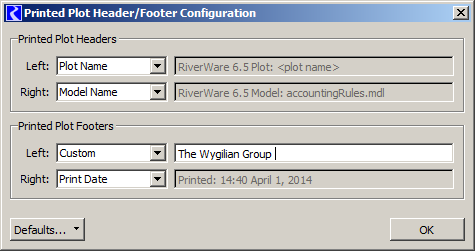 Printed Plot Header/Footer Configuration
Printed Plot Headers
Left: Plot Name RiverWare 6.5 Plot: <plot name>
Right: Model Name RiverWare 6.5 Model: accountingRules.mdl
Printed Plot Footers
Left: Custom The Wygilian Group
Right: Print Date Printed: 14:40 April 1, 2014
Defaults... OK